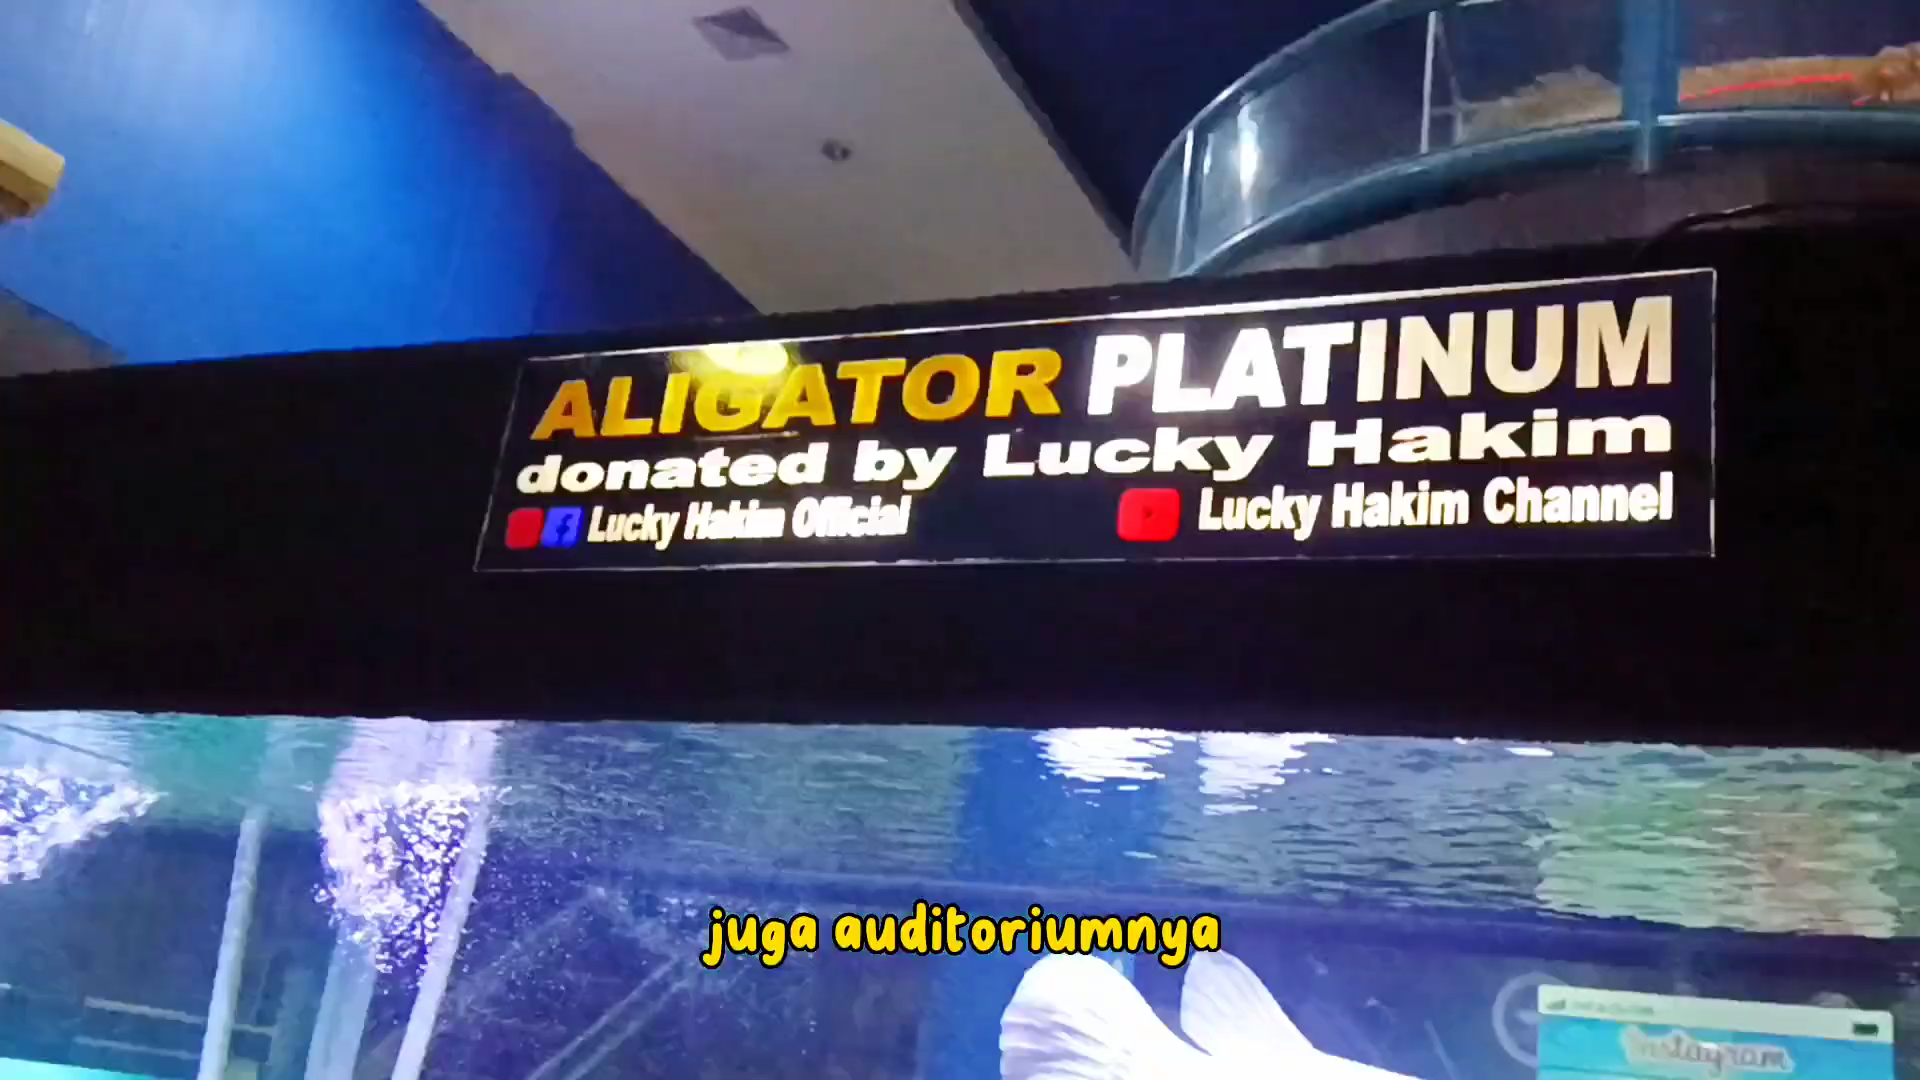 ALIGATOR PLATINUM
donated by Lucky Hakim
Lucky Hakim Official
Lucky Hakim Channel
juga auditoriumnya
Instagram